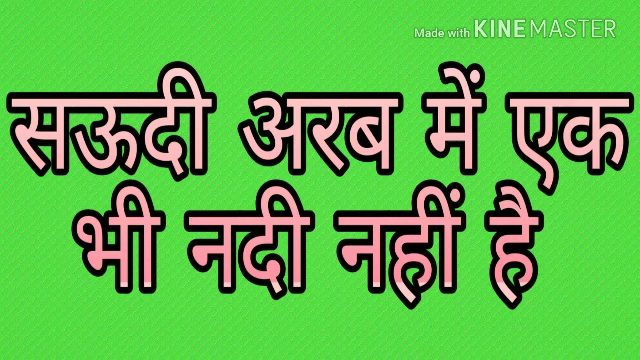 Made with KINEMASTER
सऊदी अरब में एक
भी नदी नहीं है